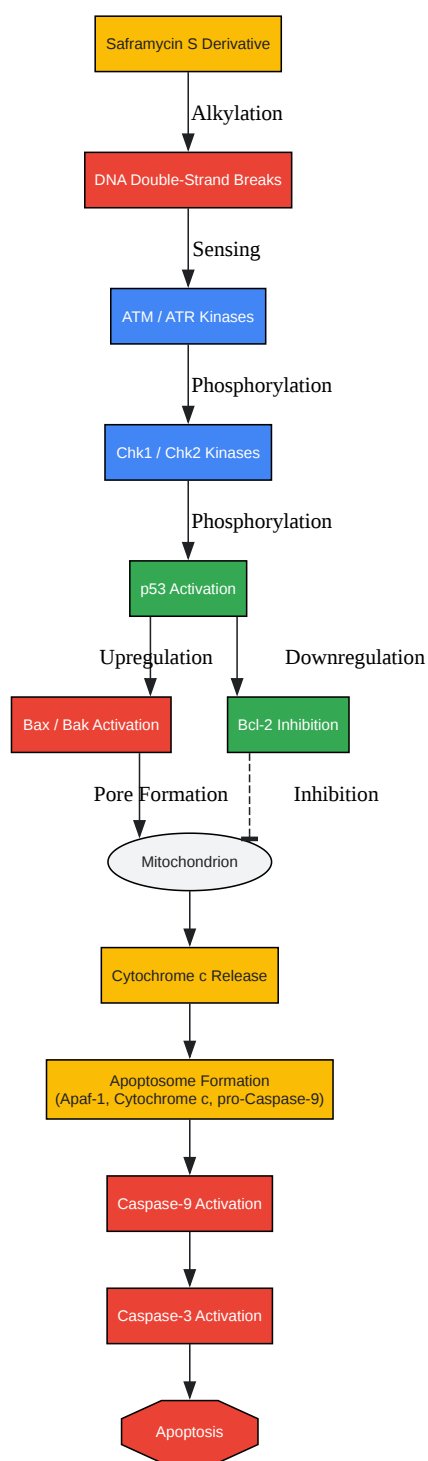 Saframycin S Derivative
Alkylation
DNA Double-Strand Breaks
Sensing
ATM / ATR Kinases
Phosphorylation
Chk1 / Chk2 Kinases
Phosphorylation
p53 Activation
Upregulation
Downregulation
Bax / Bak Activation
Bcl-2 Inhibition
Pore Formation
Inhibition
Mitochondrion
Cytochrome c Release
Apoptosome Formation
(Apaf-1, Cytochrome c, pro-Caspase-9)
Caspase-9 Activation
Caspase-3 Activation
Apoptosis